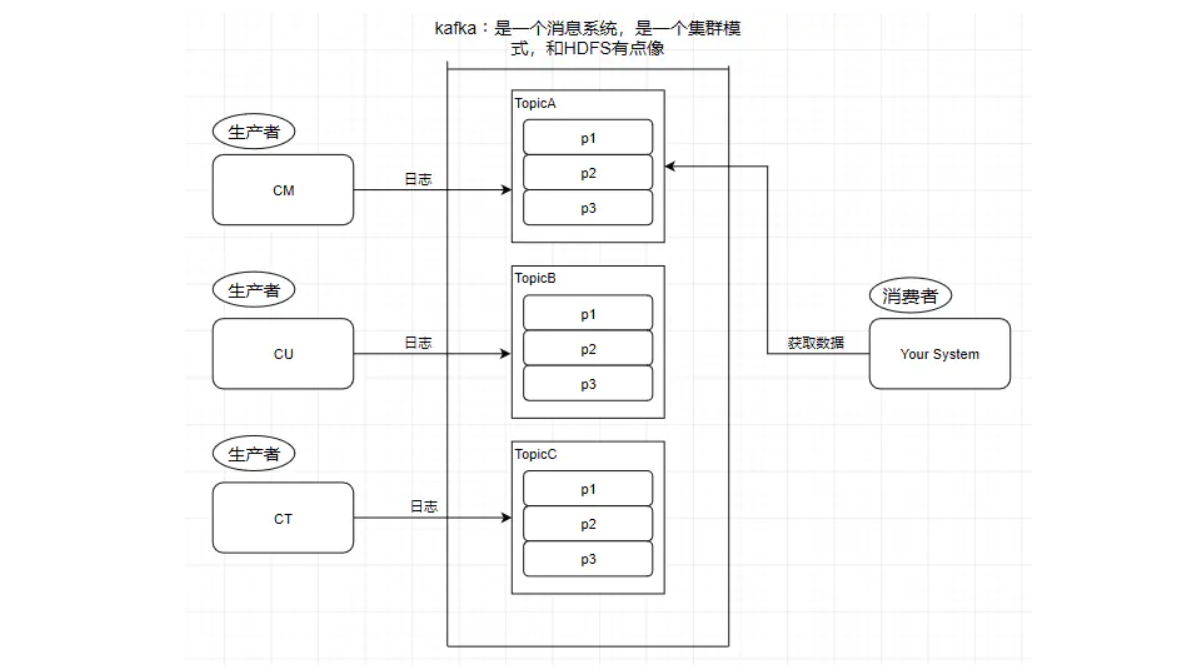 kafka：是一个消息系统，是一个集群模
式，和HDFS有点像
生产者
CM
日志
TopicA
p1
p2
p3
生产者
CU
日志
TopicB
p1
p2
p3
生产者
CT
日志
TopicC
p1
p2
p3
消费者
获取数据
Your System